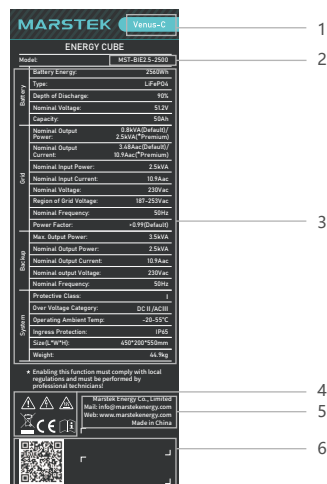 MARSTEK Venus-C 1
ENERGY CUBE
Model: MST-BIE2.5-2500 2
Battery
Battery Energy: 2560Wh
Type: LiFePO4
Depth of Discharge: 90%
Nominal Voltage: 51.2V
Capacity: 50Ah
Grid
Nominal Output Power: 0.8kVA(Default)/
2.5kVA(*Premium)
Nominal Output Current: 3.48Aac(Default)/
10.9Aac(*Premium)
Nominal Input Power: 2.5kVA
Nominal Input Current: 10.9Aac
Nominal Voltage: 230Vac
Region of Grid Voltage: 187-253Vac
Nominal Frequency: 50Hz
3
Power Factor: >0.99(Default)
Backup
Max. Output Power: 3.5kVA
Nominal Output Power: 2.5kVA
Nominal Output Current: 10.9Aac
Nominal output Voltage: 230Vac
Nominal Frequency: 50Hz
System
Protective Class: I
Over Voltage Category: DC II /ACIII
Operating Ambient Temp: -20~55°C
Ingress Protection: IP65
Size(L*W*H): 450*200*550mm
Weight: 44.9kg
* Enabling this function must comply with local
regulations and must be performed by
professional technicians!
4
Marstek Energy Co., Limited
Mail: info@marstekenergy.com 5
Web: www.marstekenergy.com
Made in China
CE
6